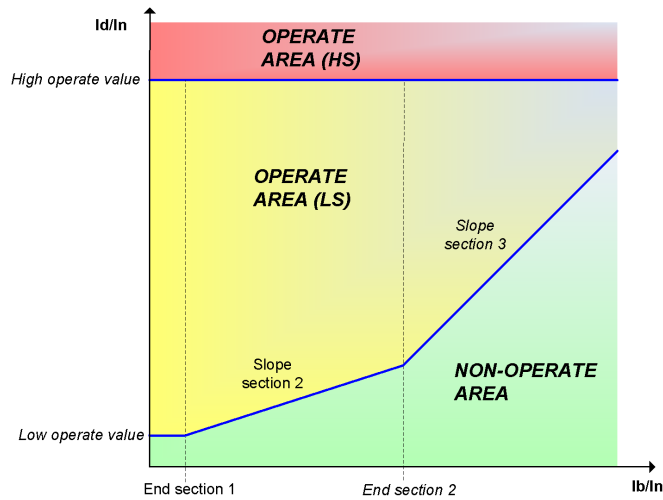 Id/In
OPERATE
AREA (HS)
High operate value
OPERATE
AREA (LS)
Slope
section 3
Slope
section 2
NON-OPERATE
AREA
Low operate value
End section 1
End section 2
Ib/In